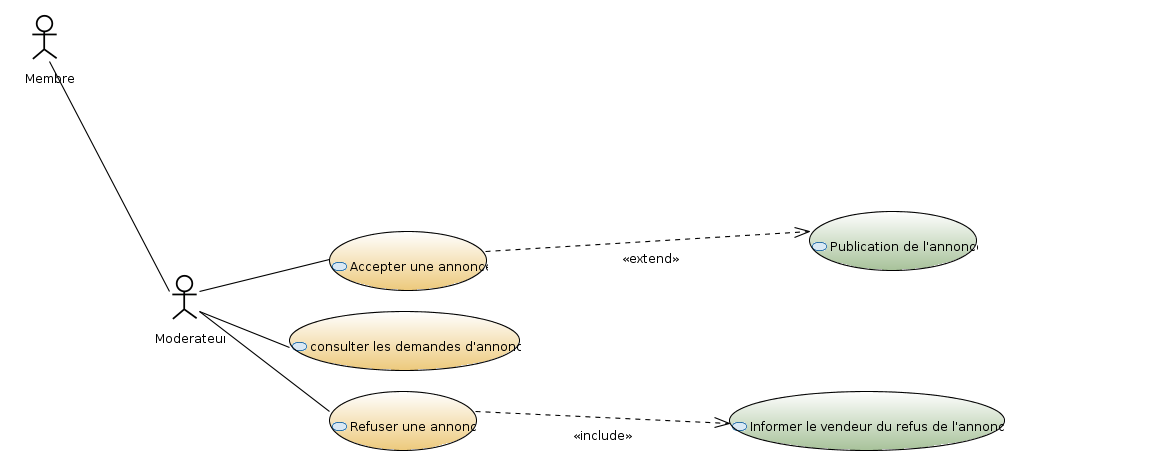 Membre
Publication de l'annonc
«extend»
Accepter une annonce
Moderateur
consulter les demandes d'annonc
Refuser une annonc
Informer le vendeur du refus de l'annonc
«include»